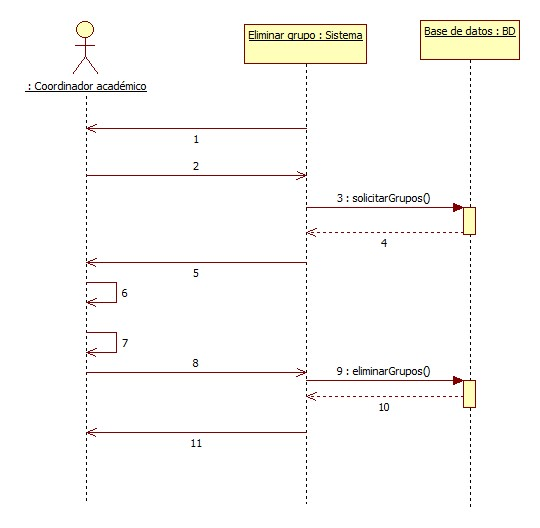 Eliminar grupo : Sistema
Base de datos : BD
: Coordinador académico
1
2
3 : solicitarGrupos()
4
5
6
7
8
9 : eliminarGrupos()
10
11